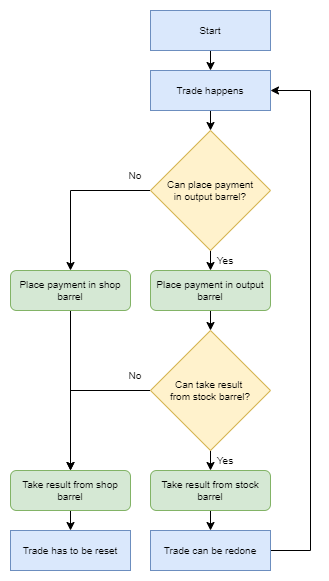 Start
Trade happens
Can place payment
in output barrel?
No
Yes
Place payment in shop
barrel
Place payment in output
barrel
Can take result
from stock barrel?
No
Yes
Take result from shop
barrel
Take result from stock
barrel
Trade has to be reset
Trade can be redone